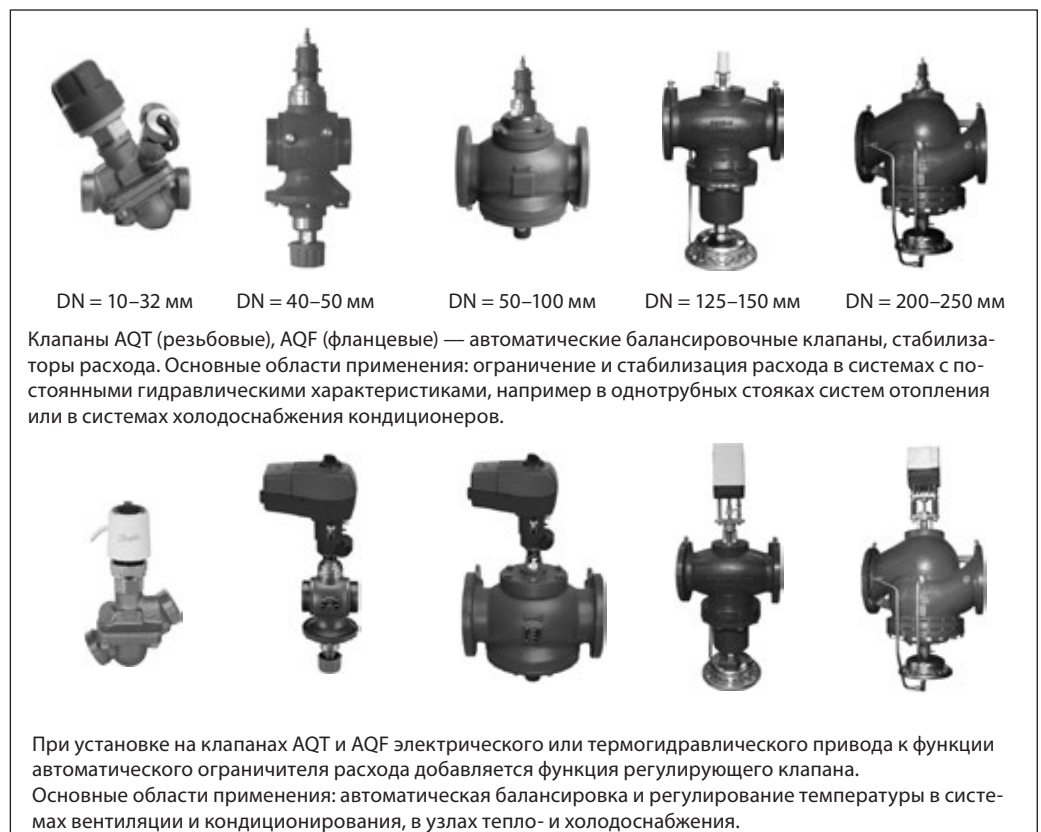 DN = 10–32 мм
DN = 40–50 мм
DN = 50–100 мм
DN = 125–150 мм
DN = 200–250 мм
Клапаны AQT (резьбовые), AQF (фланцевые) — автоматические балансировочные клапаны, стабилиза-
торы расхода. Основные области применения: ограничение и стабилизация расхода в системах с по-
стоянными гидравлическими характеристиками, например в однотрубных стояках систем отопления
или в системах холодоснабжения кондиционеров.
Danfoss
При установке на клапанах AQT и AQF электрического или термогидравлического привода к функции
автоматического ограничителя расхода добавляется функция регулирующего клапана.
Основные области применения: автоматическая балансировка и регулирование температуры в систе-
мах вентиляции и кондиционирования, в узлах тепло- и холодоснабжения.